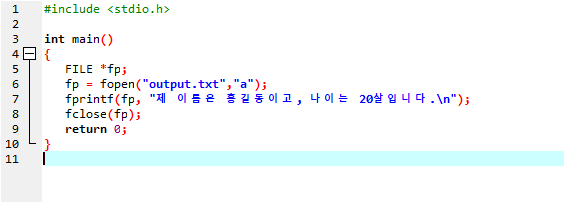 1 #include <stdio.h>
2
3 int main()
4 {
5 FILE *fp;
6 fp = fopen("output.txt","a");
7 fprintf(fp, "제 이름은 홍길동이고, 나이는 20살입니다.\n");
8 fclose(fp);
9 return 0;
10 }
11